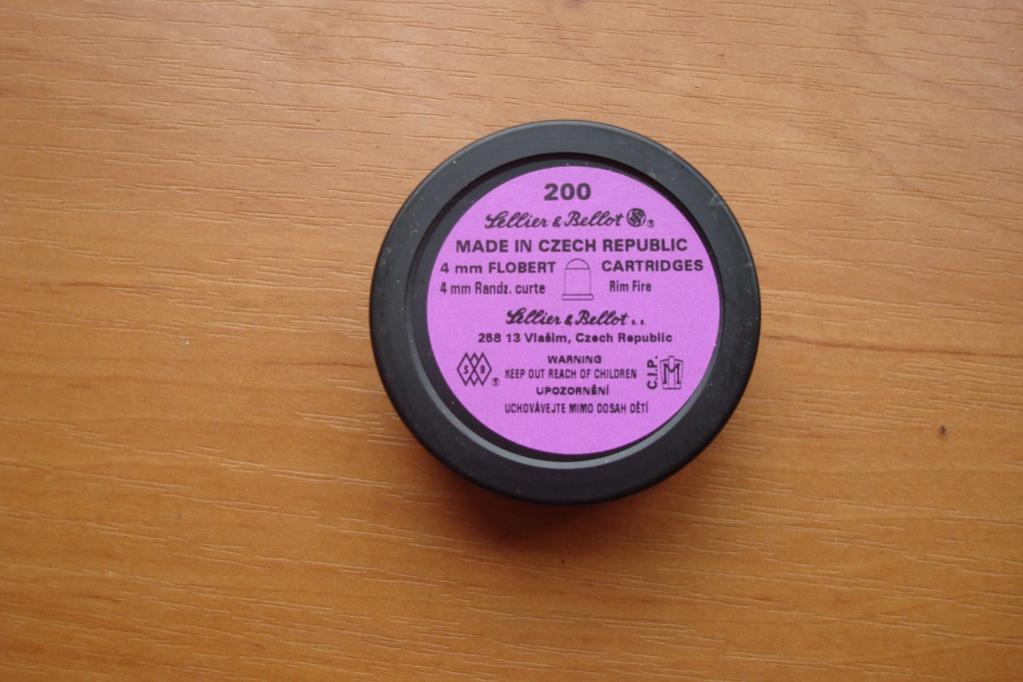 200
Sellier & Bellot ®
MADE IN CZECH REPUBLIC
4 mm FLOBERT CARTRIDGES
4 mm Randz. curte Rim Fire
Sellier & Bellot
258 13 Vlašim, Czech Republic
WARNING
S B ® KEEP OUT REACH OF CHILDREN C.I.P.
UPOZORNĚNÍ
UCHOVÁVEJTE MIMO DOSAH DĚTÍ